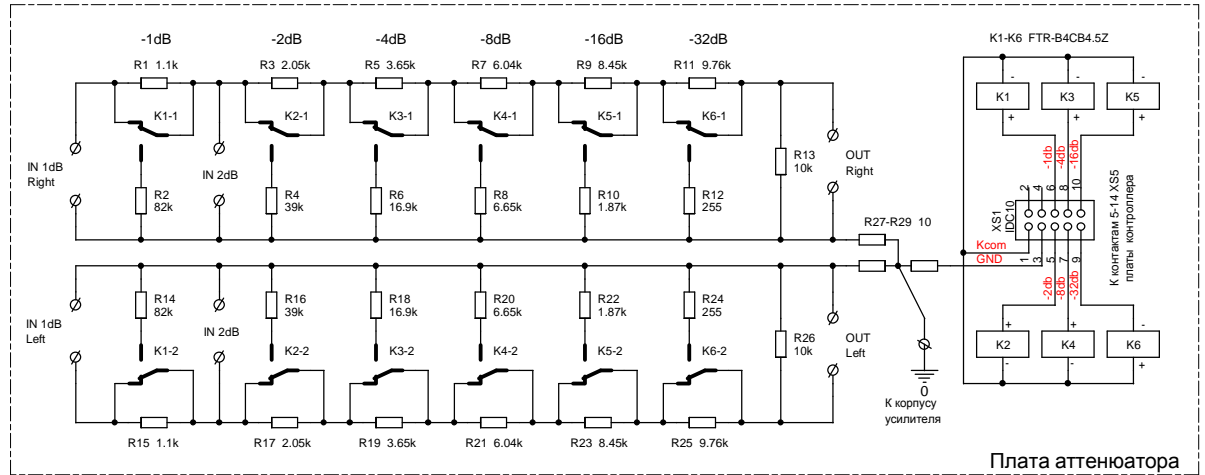 -1dB -2dB -4dB -8dB -16dB -32dB
K1-K6 FTR-B4CB4.5Z
R1 1.1k R3 2.05k R5 3.65k R7 6.04k R9 8.45k R11 9.76k
- - -
K1 K3 K5
+ + +
K1-1 K2-1 K3-1 K4-1 K5-1 K6-1
-1db -4db -16db
IN 1dB
Right
IN 2dB
R2
82k
R4
39k
R6
16.9k
R8
6.65k
R10
1.87k
R12
255
R13
10k
OUT
Right
2 4 6 8 10
XS1
IDC10
1 3 5 7 9
К контактам 5-14 XS5
платы контроллера
R27-R29 10
Kcom
GND
-2db -8db -32db
IN 1dB
Left
IN 2dB
R14
82k
R16
39k
R18
16.9k
R20
6.65k
R22
1.87k
R24
255
R26
10k
OUT
Left
+ + -
K2 K4 K6
- - +
K1-2 K2-2 K3-2 K4-2 K5-2 K6-2
0
К корпусу
усилителя
R15 1.1k R17 2.05k R19 3.65k R21 6.04k R23 8.45k R25 9.76k
Плата аттенюатора